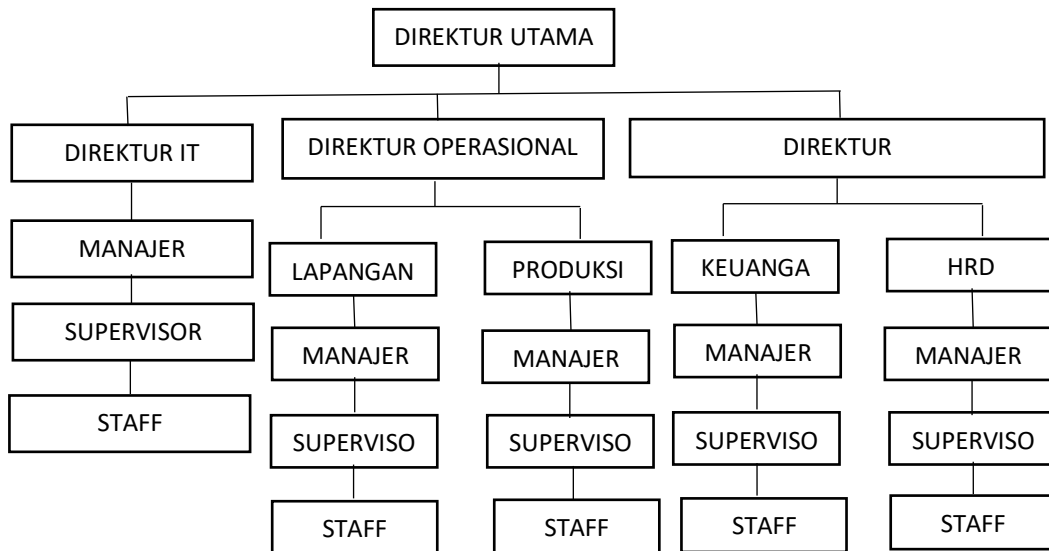 DIREKTUR UTAMA
DIREKTUR IT
DIREKTUR OPERASIONAL
DIREKTUR
MANAJER
LAPANGAN
PRODUKSI
KEUANGA
HRD
SUPERVISOR
MANAJER
MANAJER
MANAJER
MANAJER
STAFF
SUPERVISO
SUPERVISO
SUPERVISO
SUPERVISO
STAFF
STAFF
STAFF
STAFF